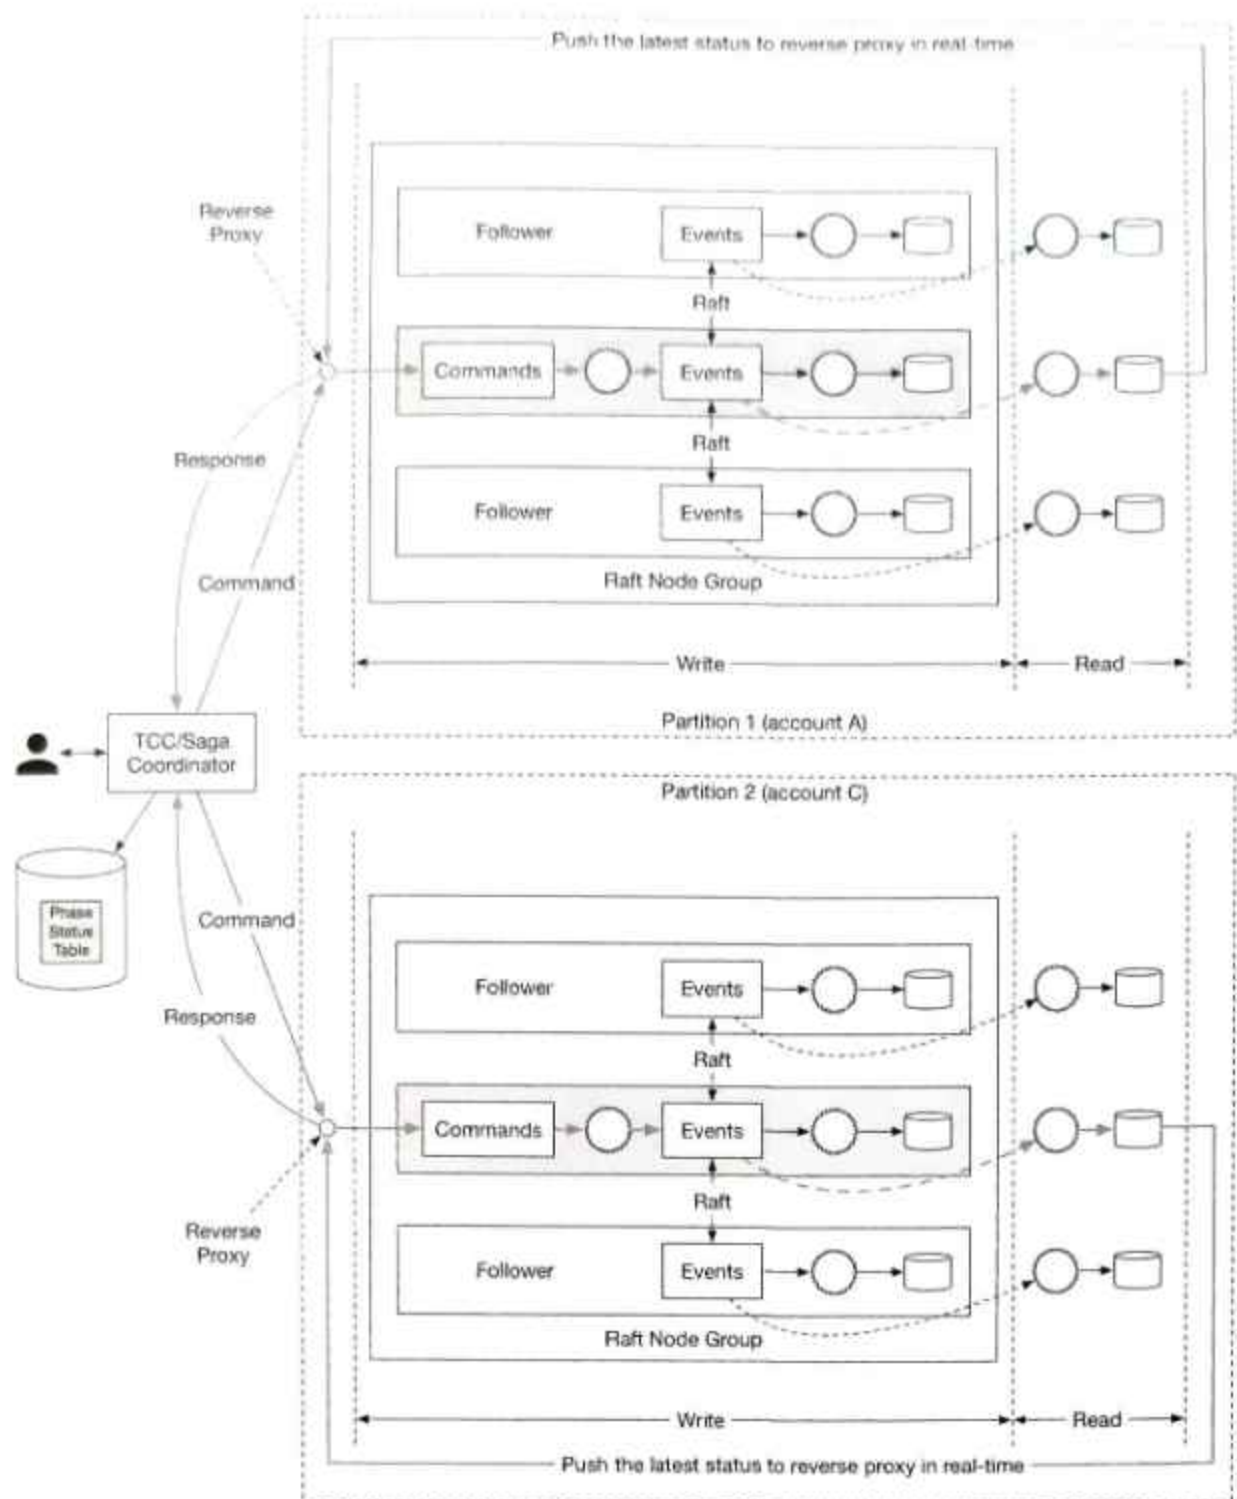 Push the latest status to reverse proxy in real-time
Reverse
Proxy
Follower
Events
Raft
Commands
Events
Response
Raft
Follower
Events
Command
Raft Node Group
Write
Read
Partition 1 (account A)
TCC/Saga
Coordinator
Partition 2 (account C)
Phase
Status
Table
Command
Follower
Events
Response
Raft
Commands
Events
Raft
Reverse
Proxy
Follower
Events
Raft Node Group
Write
Read
Push the latest status to reverse proxy in real-time